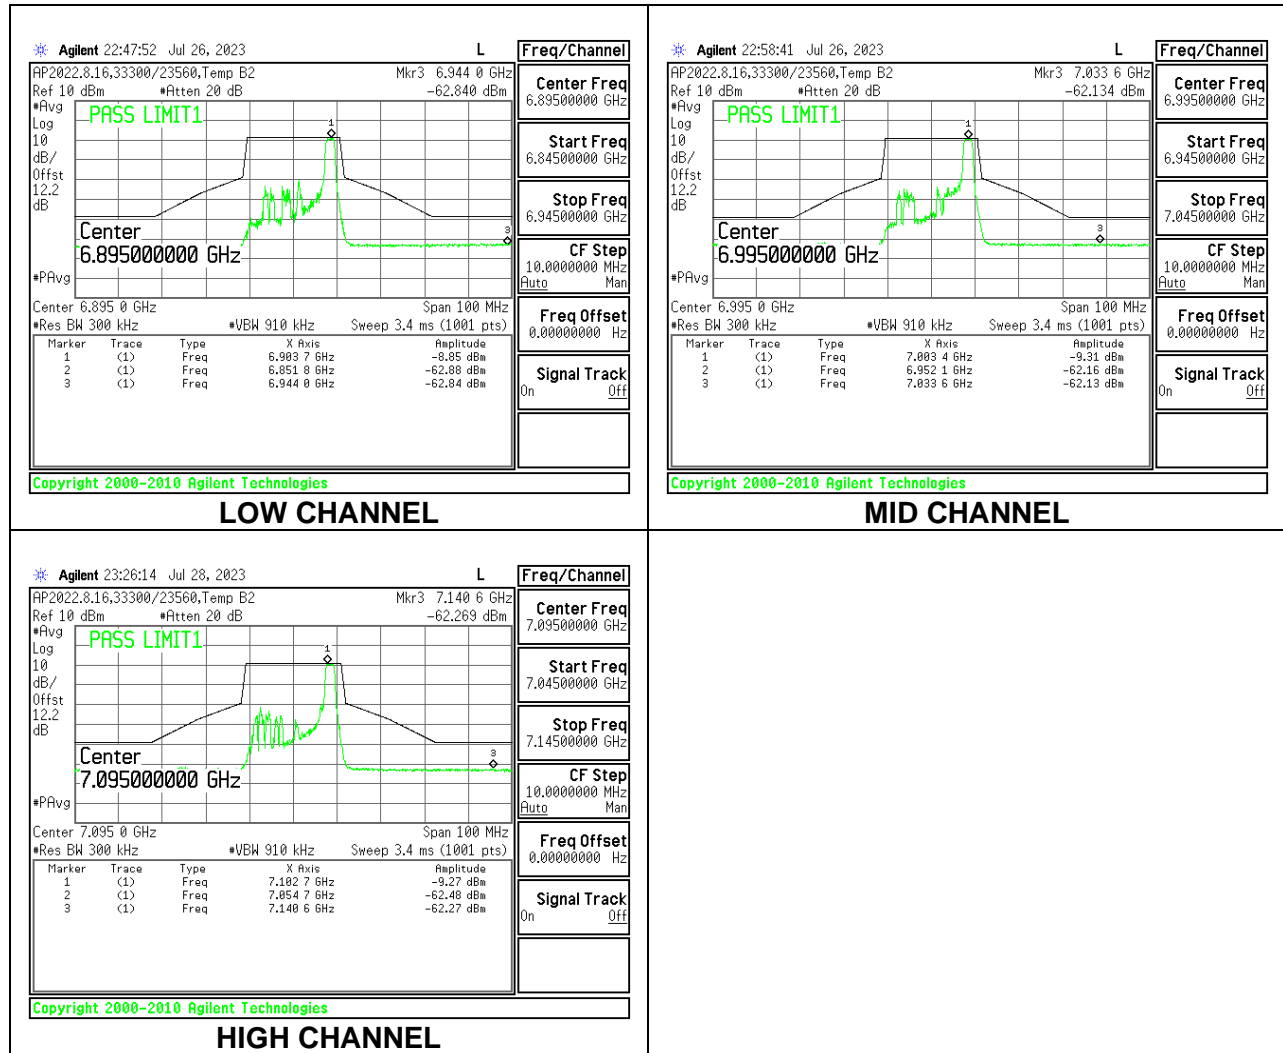 Agilent 22:47:52 Jul 26, 2023 L Freq/Channel
AP2022.8.16,33300/23560,Temp B2 Mkr3 6.944 0 GHz
Ref 10 dBm #Atten 20 dB -62.840 dBm
#Avg
Log
10
dB/
Offst
12.2
dB
#PAvg
PASS LIMIT1
1
3
Center
6.895000000 GHz
Center 6.895 0 GHz Span 100 MHz
#Res BW 300 kHz #VBW 910 kHz Sweep 3.4 ms (1001 pts)
Marker Trace Type X Axis Amplitude
1 (1) Freq 6.903 7 GHz -8.85 dBm
2 (1) Freq 6.851 8 GHz -62.88 dBm
3 (1) Freq 6.944 0 GHz -62.84 dBm
Center Freq
6.89500000 GHz
Start Freq
6.84500000 GHz
Stop Freq
6.94500000 GHz
CF Step
10.0000000 MHz
Auto Man
Freq Offset
0.00000000 Hz
Signal Track
On Off
Copyright 2000-2010 Agilent Technologies
LOW CHANNEL
Agilent 22:58:41 Jul 26, 2023 L Freq/Channel
AP2022.8.16,33300/23560,Temp B2 Mkr3 7.033 6 GHz
Ref 10 dBm #Atten 20 dB -62.134 dBm
#Avg
Log
10
dB/
Offst
12.2
dB
#PAvg
PASS LIMIT1
1
3
Center
6.995000000 GHz
Center 6.995 0 GHz Span 100 MHz
#Res BW 300 kHz #VBW 910 kHz Sweep 3.4 ms (1001 pts)
Marker Trace Type X Axis Amplitude
1 (1) Freq 7.003 4 GHz -9.31 dBm
2 (1) Freq 6.952 1 GHz -62.16 dBm
3 (1) Freq 7.033 6 GHz -62.13 dBm
Center Freq
6.99500000 GHz
Start Freq
6.94500000 GHz
Stop Freq
7.04500000 GHz
CF Step
10.0000000 MHz
Auto Man
Freq Offset
0.00000000 Hz
Signal Track
On Off
Copyright 2000-2010 Agilent Technologies
MID CHANNEL
Agilent 23:26:14 Jul 28, 2023 L Freq/Channel
AP2022.8.16,33300/23560,Temp B2 Mkr3 7.140 6 GHz
Ref 10 dBm #Atten 20 dB -62.269 dBm
#Avg
Log
10
dB/
Offst
12.2
dB
#PAvg
PASS LIMIT1
1
3
Center
7.095000000 GHz
Center 7.095 0 GHz Span 100 MHz
#Res BW 300 kHz #VBW 910 kHz Sweep 3.4 ms (1001 pts)
Marker Trace Type X Axis Amplitude
1 (1) Freq 7.102 7 GHz -9.27 dBm
2 (1) Freq 7.054 7 GHz -62.48 dBm
3 (1) Freq 7.140 6 GHz -62.27 dBm
Center Freq
7.09500000 GHz
Start Freq
7.04500000 GHz
Stop Freq
7.14500000 GHz
CF Step
10.0000000 MHz
Auto Man
Freq Offset
0.00000000 Hz
Signal Track
On Off
Copyright 2000-2010 Agilent Technologies
HIGH CHANNEL